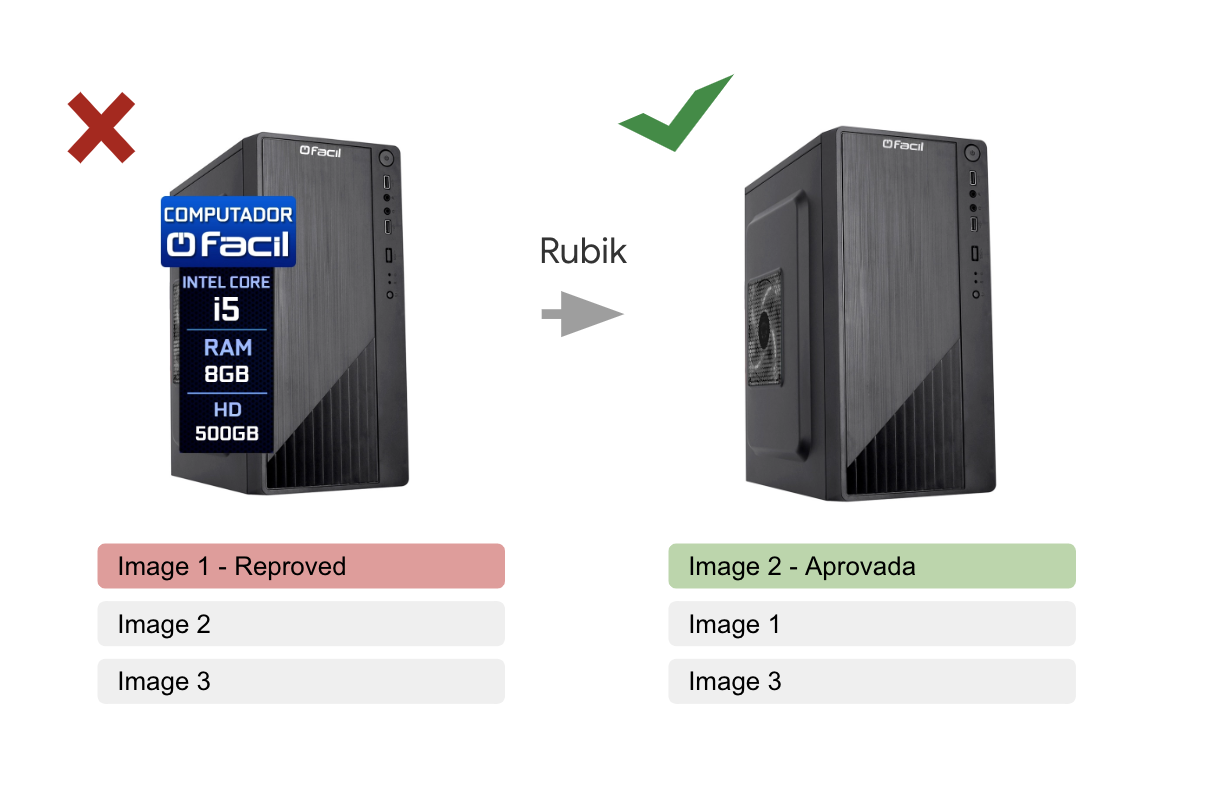 Facil
COMPUTADOR
Facil
INTEL CORE
i5
RAM
8GB
HD
500GB
Rubik
Facil
Image 1 - Reproved
Image 2
Image 3
Image 2 - Aprovada
Image 1
Image 3